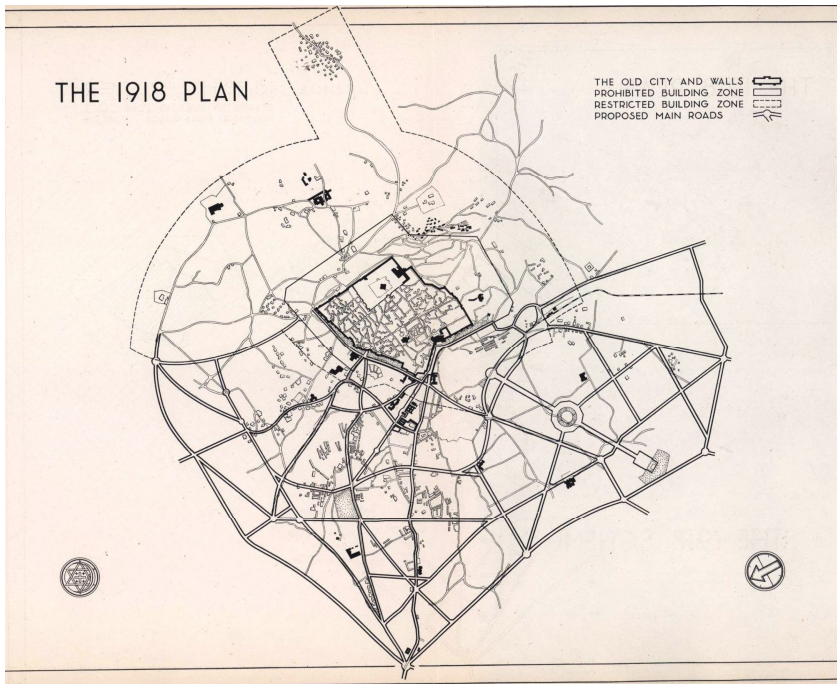 THE 1918 PLAN
THE OLD CITY AND WALLS
PROHIBITED BUILDING ZONE
RESTRICTED BUILDING ZONE
PROPOSED MAIN ROADS